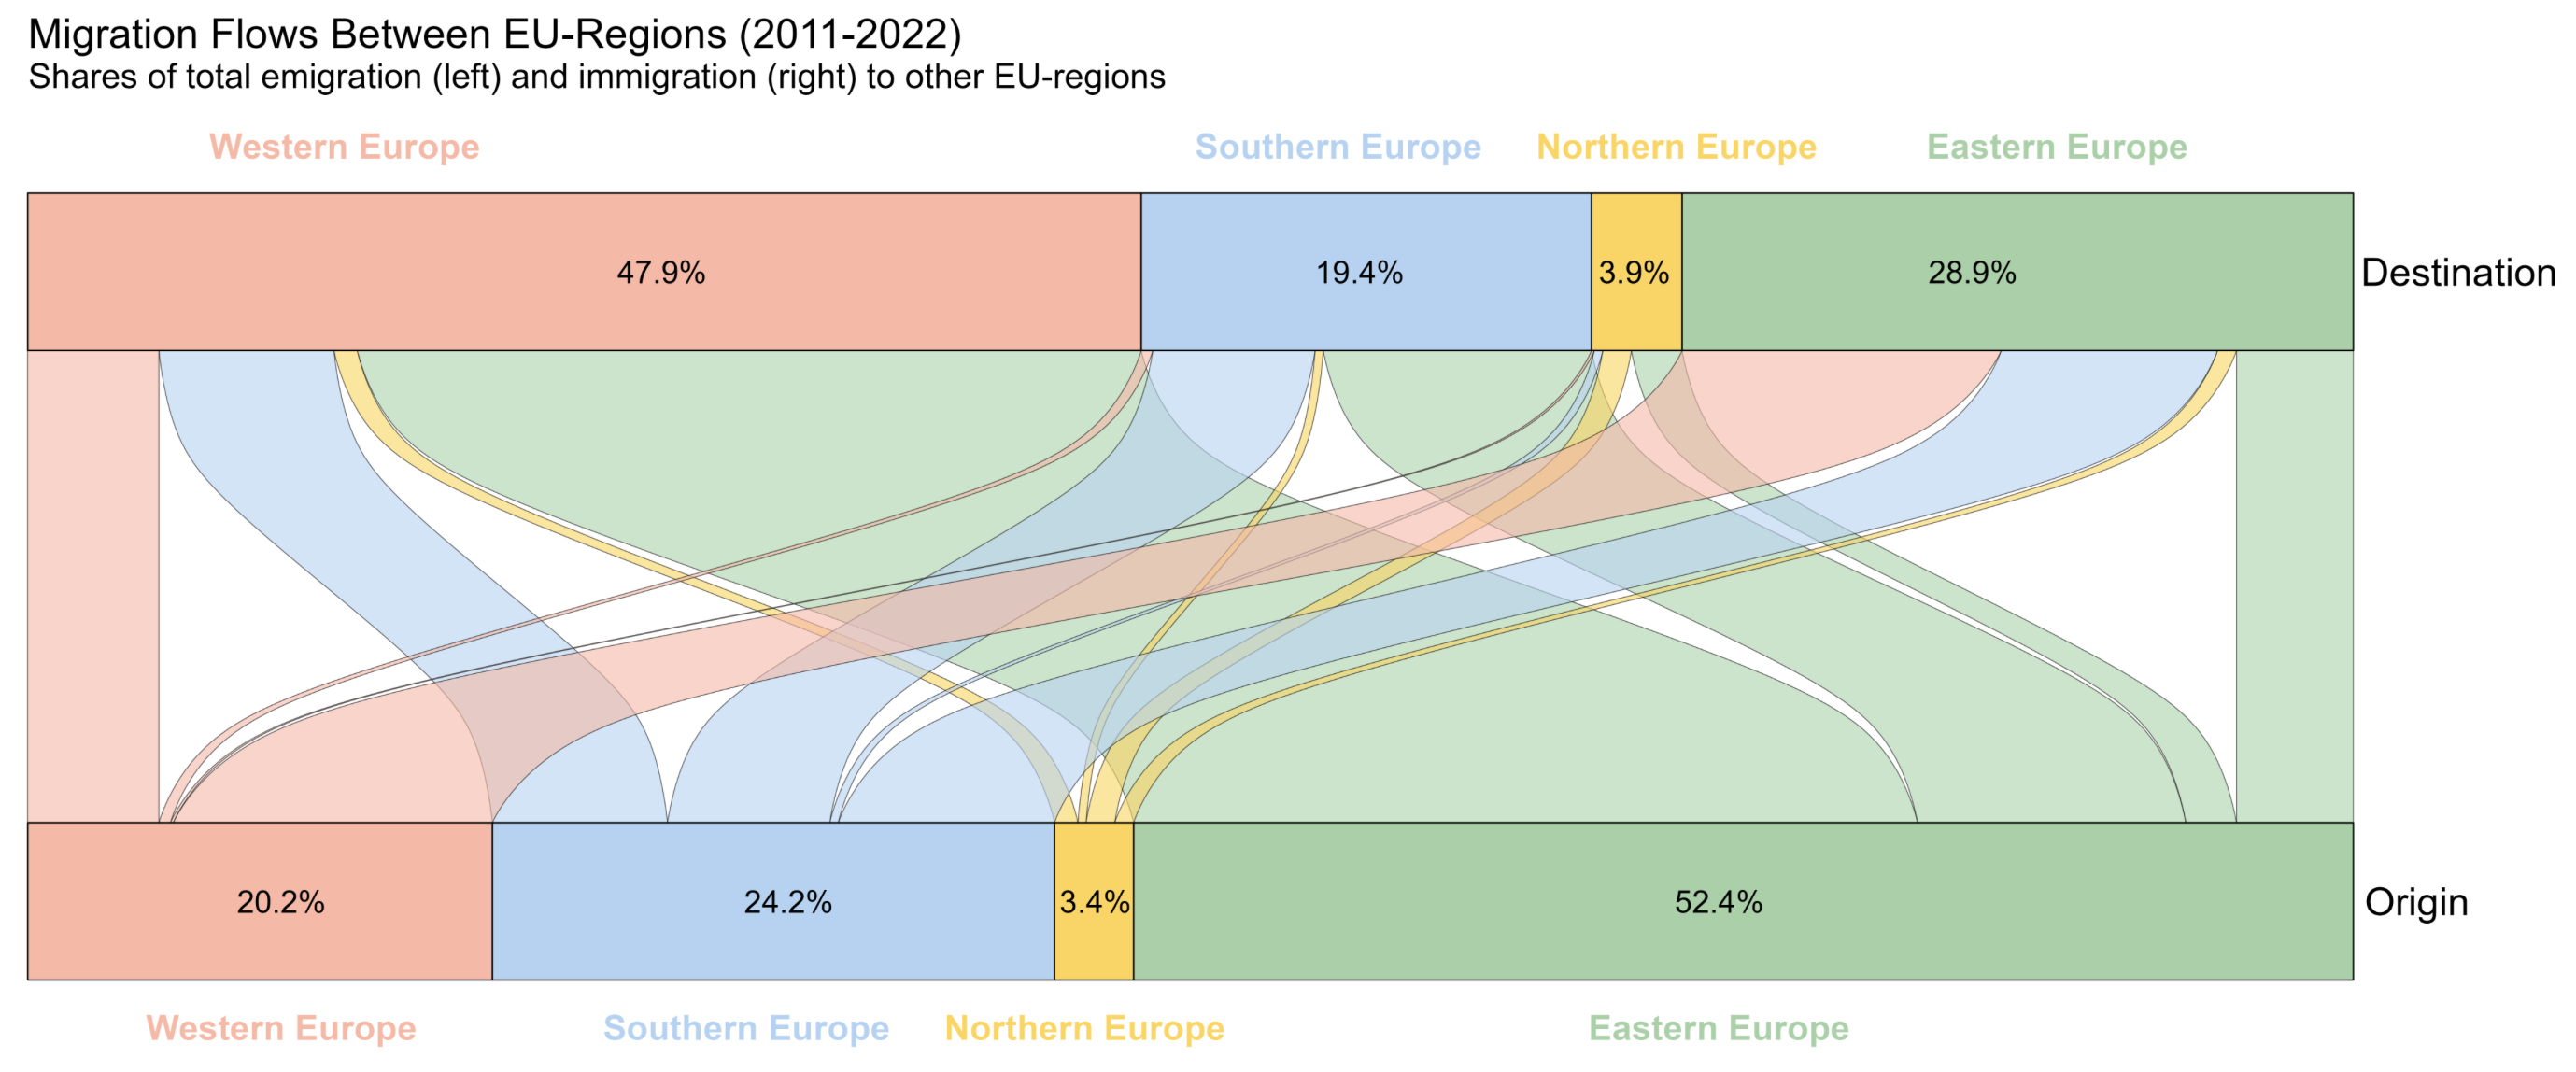 Migration Flows Between EU-Regions (2011-2022)
Shares of total emigration (left) and immigration (right) to other EU-regions
Western Europe Southern Europe Northern Europe Eastern Europe
47.9% 19.4% 3.9% 28.9% Destination
20.2% 24.2% 3.4% 52.4% Origin
Western Europe Southern Europe Northern Europe Eastern Europe